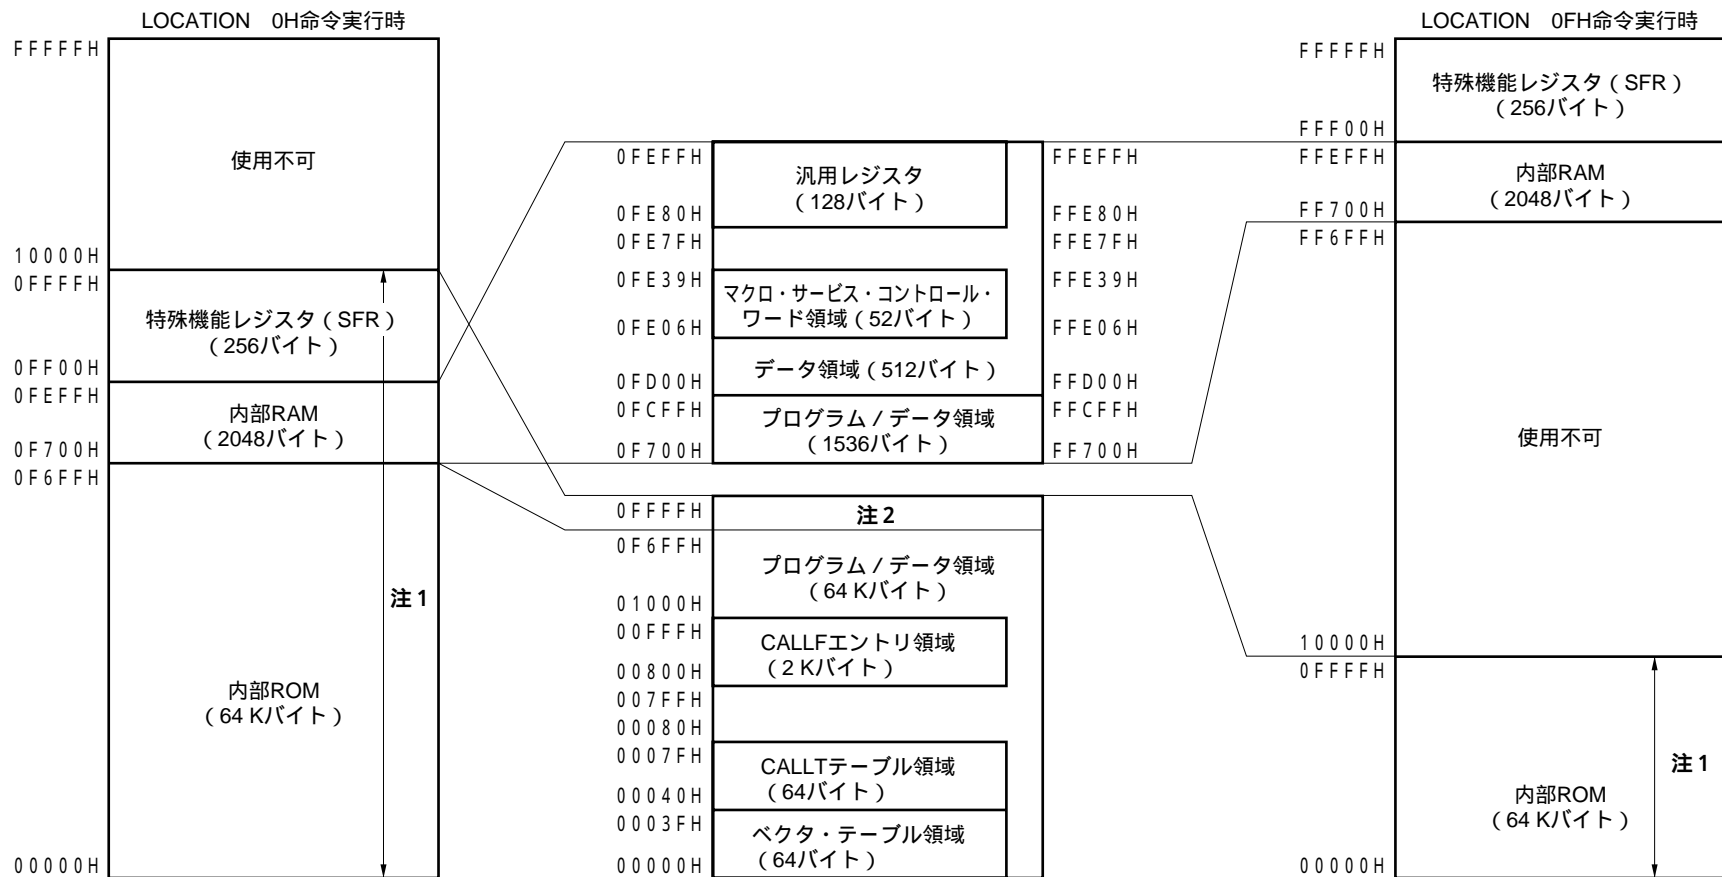 LOCATION 0H命令実行時
FFFFFH
使用不可
10000H
0FFFFH
特殊機能レジスタ(SFR)
(256バイト)
0FF00H
0FEFFH
内部RAM
(2048バイト)
0F700H
0F6FFH
注1
内部ROM
(64 Kバイト)
00000H
0FEFFH
汎用レジスタ
(128バイト)
FFEFFH
0FE80H
FFE80H
0FE7FH
FFE7FH
0FE39H
FFE39H
マクロ・サービス・コントロール・
ワード領域(52バイト)
0FE06H
FFE06H
データ領域(512バイト)
0FD00H
FFD00H
0FCFFH
FFCFFH
プログラム/データ領域
(1536バイト)
0F700H
FF700H
0FFFFH
注2
0F6FFH
プログラム/データ領域
(64 Kバイト)
01000H
00FFFH
CALLFエントリ領域
(2 Kバイト)
00800H
007FFH
00080H
0007FH
CALLTテーブル領域
(64バイト)
00040H
0003FH
ベクタ・テーブル領域
(64バイト)
00000H
LOCATION 0FH命令実行時
FFFFFH
特殊機能レジスタ(SFR)
(256バイト)
FFF00H
FFEFFH
内部RAM
(2048バイト)
FF700H
FF6FFH
使用不可
10000H
0FFFFH
注1
内部ROM
(64 Kバイト)
00000H